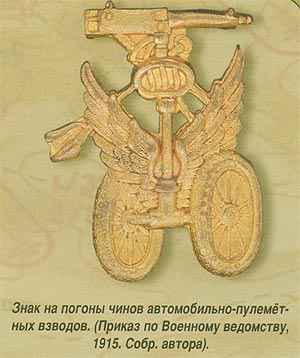 Знак на погоны чинов автомобильно-пулемёт-
ных взводов. (Приказ по Военному ведомству,
1915. Собр. автора).